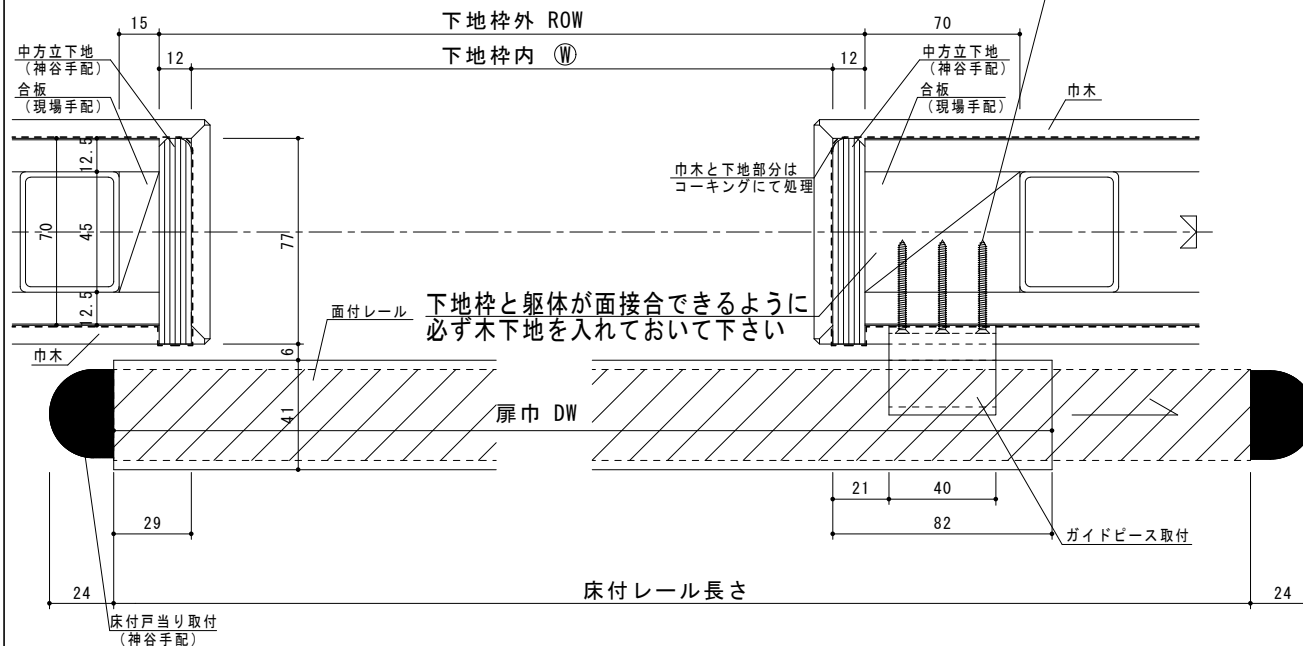 15
下地枠外 ROW
70
中方立下地
（神谷手配）
12
下地枠内 Ⓦ
12
中方立下地
（神谷手配）
合板
（現場手配）
合板
（現場手配）
巾木
12.5
70
45
12.5
77
巾木と下地部分は
コーキングにて処理
面付レール
下地枠と躯体が面接合できるように
必ず木下地を入れておいて下さい
巾木
6
41
扉巾 DW
21
40
29
82
ガイドピース取付
24
床付レール長さ
24
床付戸当り取付
（神谷手配）